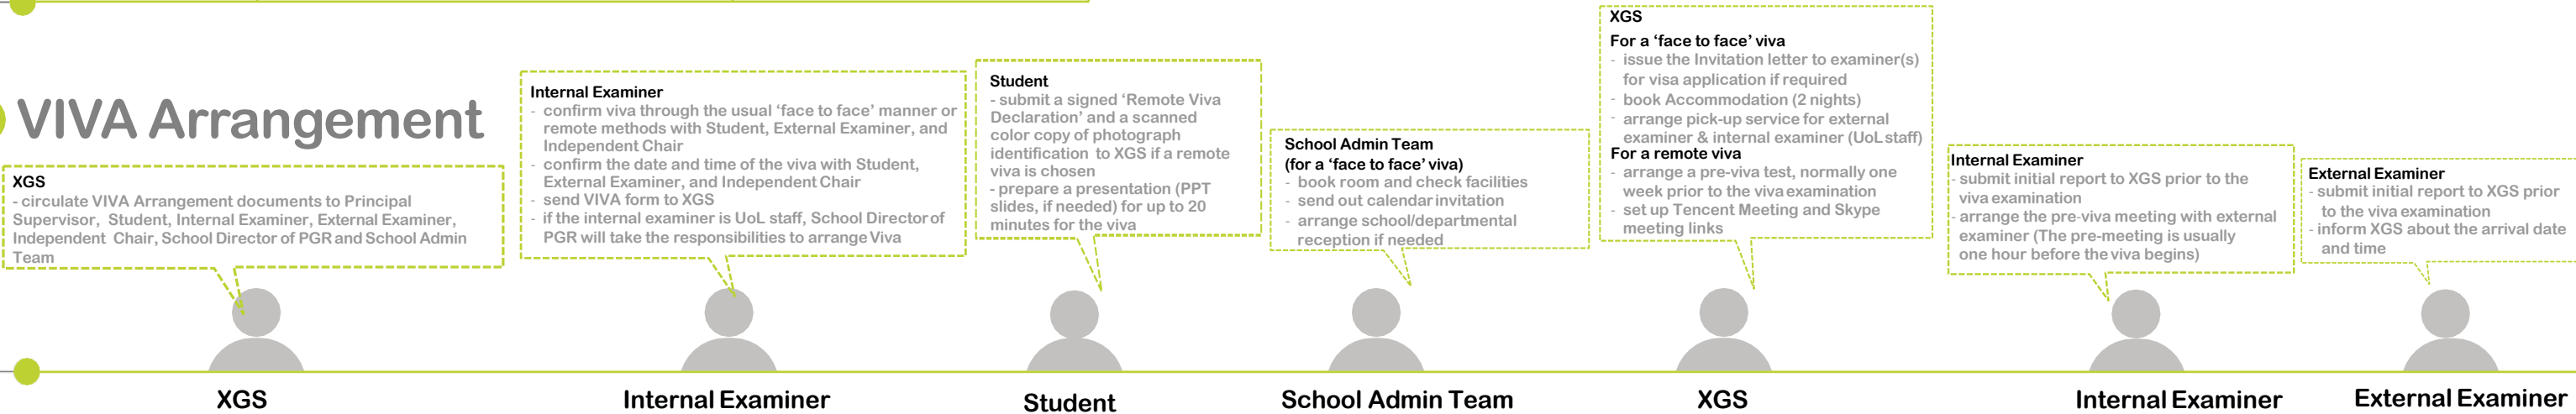 VIVA Arrangement
XGS
- circulate VIVA Arrangement documents to Principal
Supervisor, Student, Internal Examiner, External Examiner,
Independent Chair, School Director of PGR and School Admin
Team
Internal Examiner
- confirm viva through the usual ‘face to face’ manner or
remote methods with Student, External Examiner, and
Independent Chair
- confirm the date and time of the viva with Student,
External Examiner, and Independent Chair
- send VIVA form to XGS
- if the internal examiner is UoL staff, School Director of
PGR will take the responsibilities to arrange Viva
Student
- submit a signed ‘Remote Viva
Declaration’ and a scanned
color copy of photograph
identification to XGS if a remote
viva is chosen
- prepare a presentation (PPT
slides, if needed) for up to 20
minutes for the viva
School Admin Team
(for a ‘face to face’ viva)
- book room and check facilities
- send out calendar invitation
- arrange school/departmental
reception if needed
XGS
For a ‘face to face’ viva
- issue the Invitation letter to examiner(s)
for visa application if required
- book Accommodation (2 nights)
- arrange pick-up service for external
examiner & internal examiner (UoL staff)
For a remote viva
- arrange a pre-viva test, normally one
week prior to the viva examination
- set up Tencent Meeting and Skype
meeting links
Internal Examiner
- submit initial report to XGS prior to the
viva examination
- arrange the pre-viva meeting with external
examiner (The pre-meeting is usually
one hour before the viva begins)
External Examiner
- submit initial report to XGS prior
to the viva examination
- inform XGS about the arrival date
and time
XGS
Internal Examiner
Student
School Admin Team
XGS
Internal Examiner
External Examiner